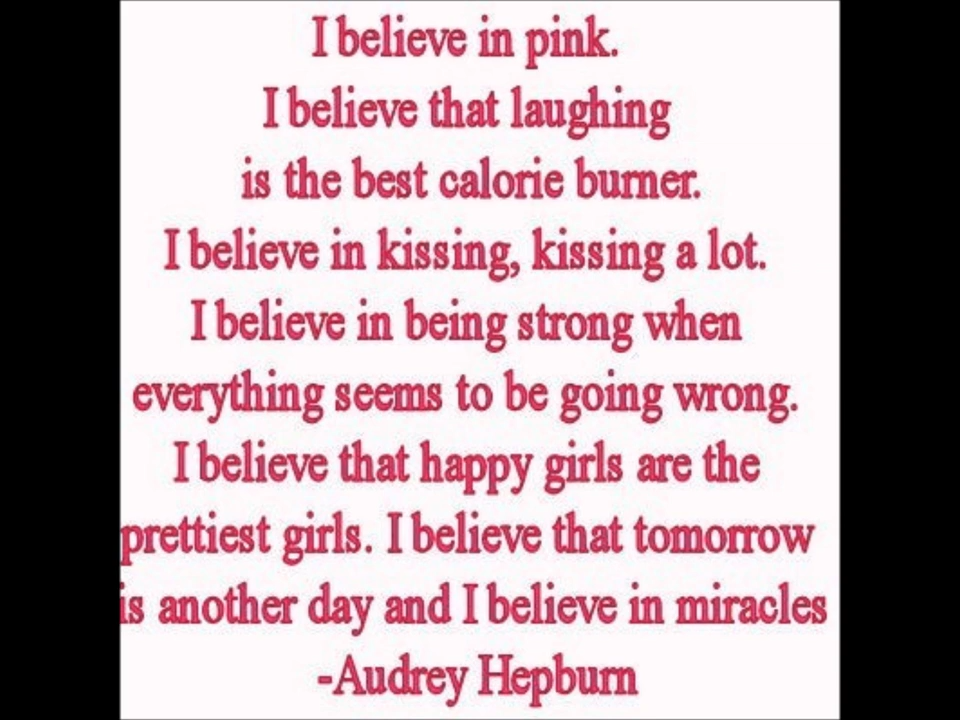 I believe in pink.
I believe that laughing
is the best calorie burner.
I believe in kissing, kissing a lot.
I believe in being strong when
everything seems to be going wrong.
I believe that happy girls are the
prettiest girls. I believe that tomorrow
is another day and I believe in miracles
-Audrey Hepburn